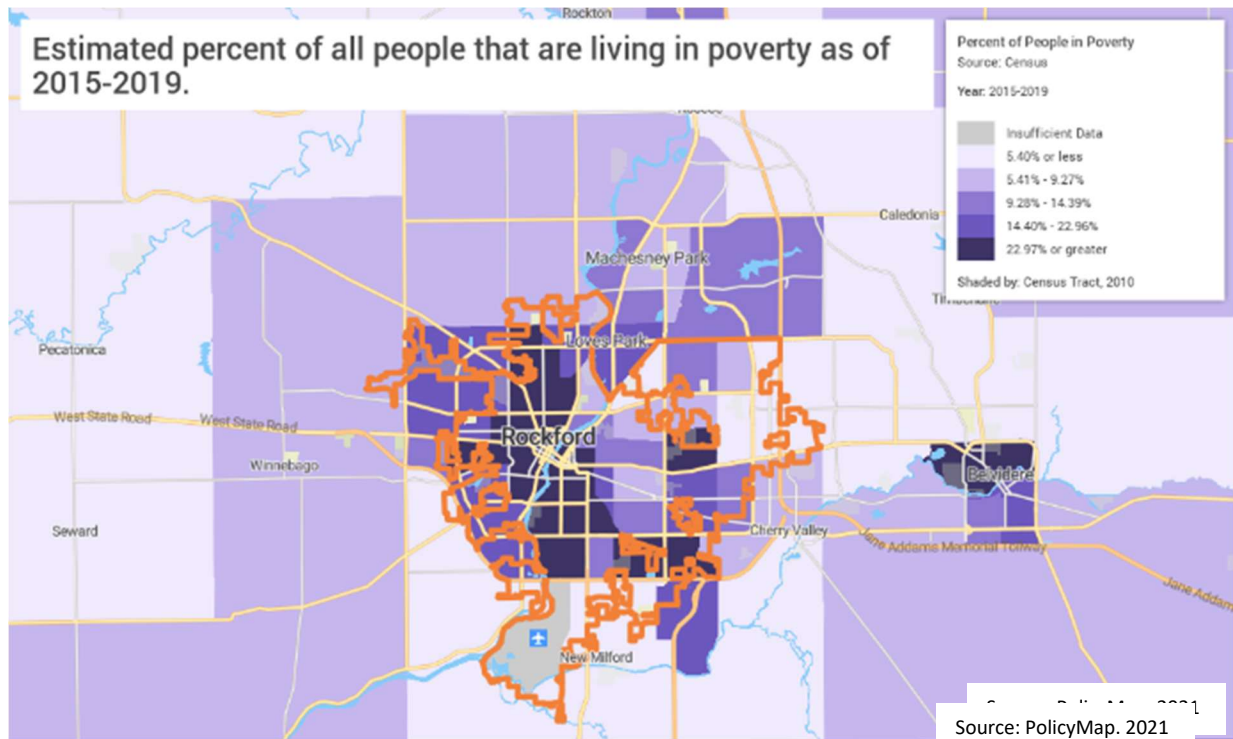 Rockton
Estimated percent of all people that are living in poverty as of
2015-2019.
Percent of People in Poverty
Source: Census
Year: 2015-2019
Insufficient Data
5.40% or less
5.41% - 9.27%
9.28% - 14.39%
14.40% - 22.96%
22.97% or greater
Shaded by: Census Tract, 2010
Caledonia
Machesney Park
Pecatonica
Loves Park
West State Road
West State Road
Rockford
Winnebago
Belvidere
Seward
Cherry Valley
Jane Addams Memorial Tollway
Jane Addams
New Milford
Source: PolicyMap. 2021